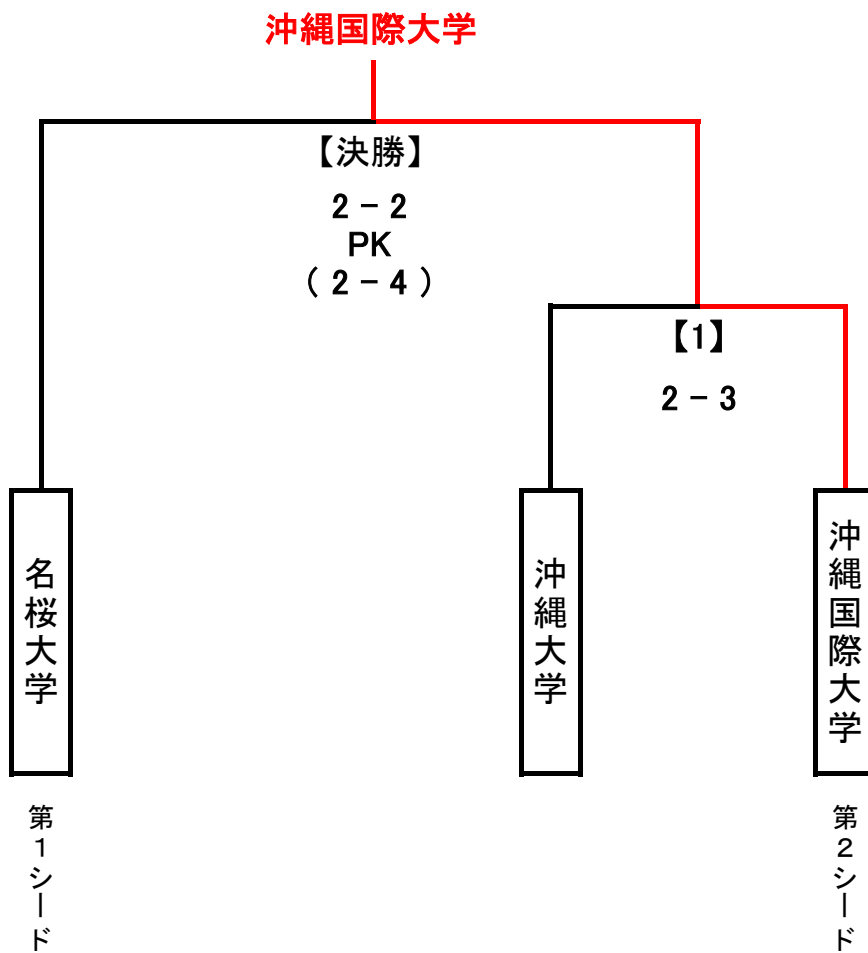 沖縄国際大学
【決勝】
2 － 2
PK
（ 2 － 4 ）
【1】
2 － 3
名桜大学
沖縄大学
沖縄国際大学
第1シード
第2シード